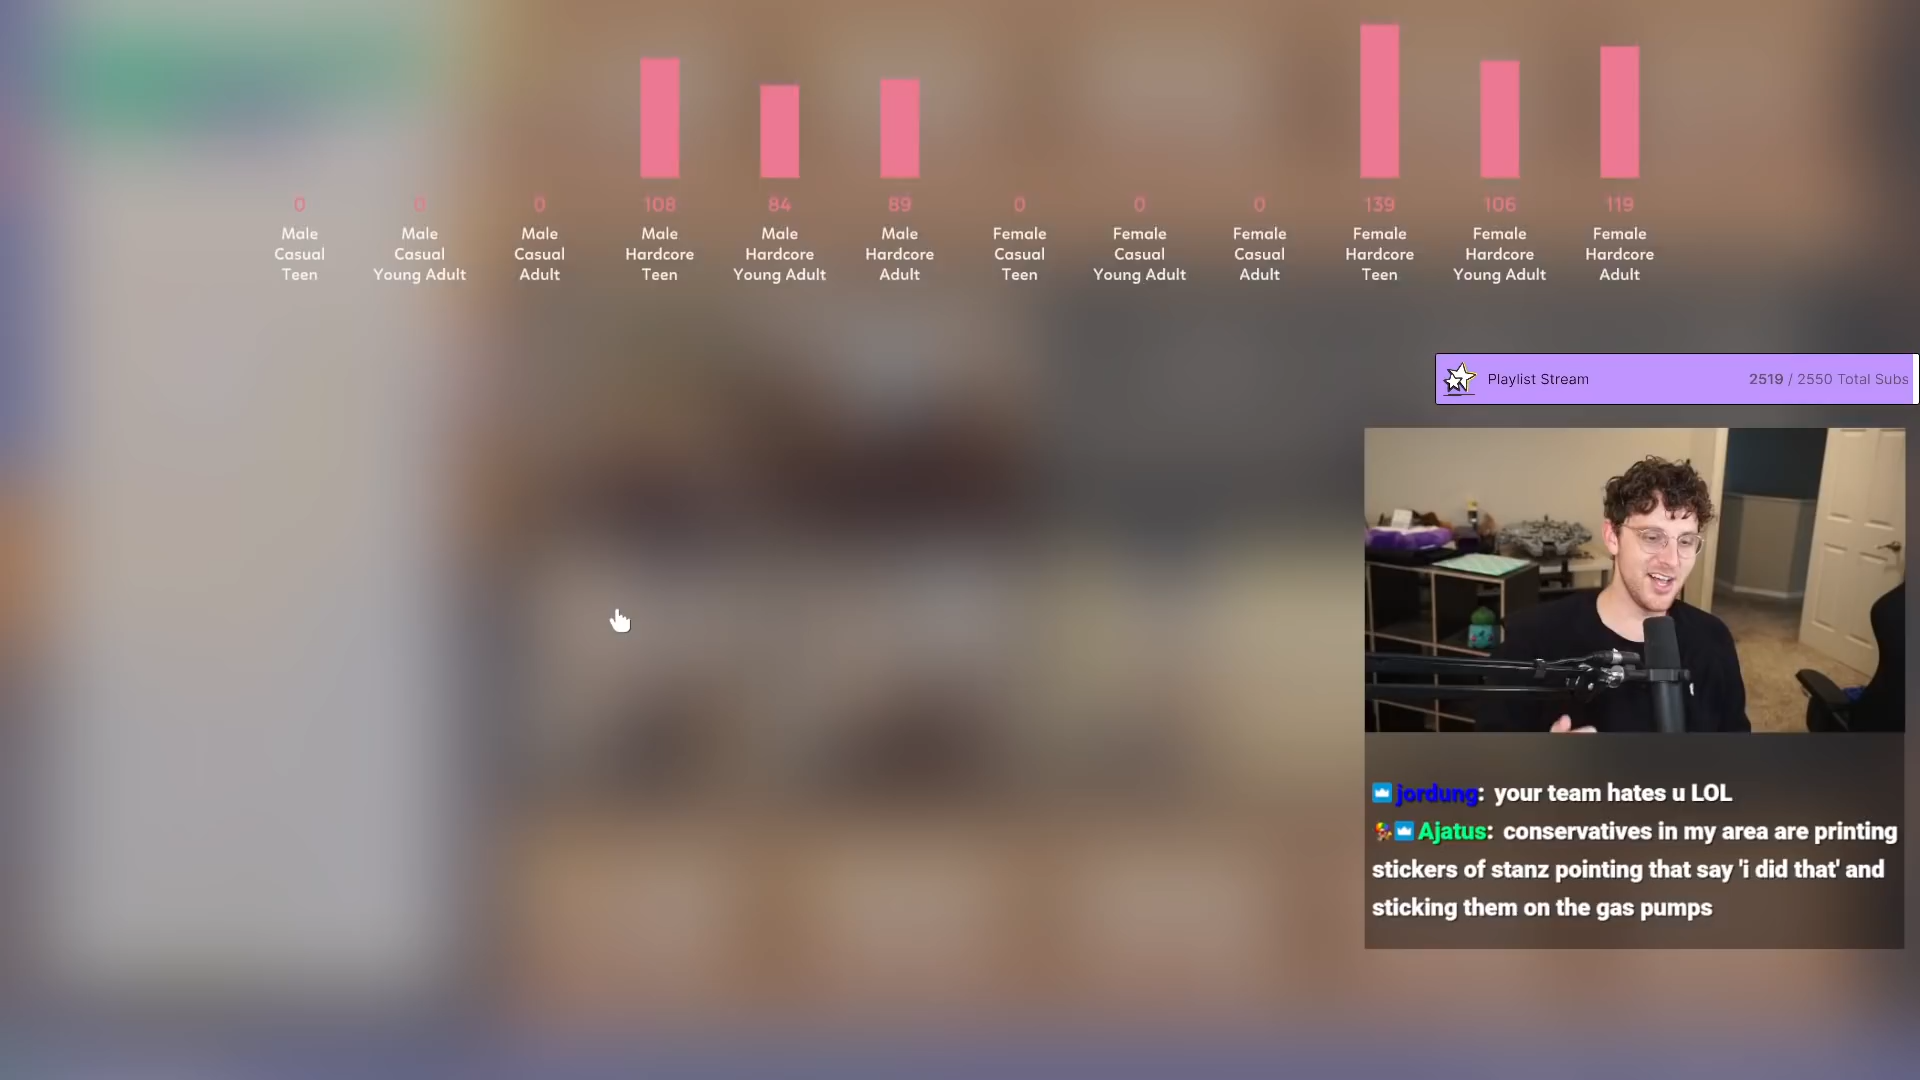 0 0 0 108 84 89 0 0 0 139 106 119
Male Male Male Male Male Male Female Female Female Female Female Female
Casual Casual Casual Hardcore Hardcore Hardcore Casual Casual Casual Hardcore Hardcore Hardcore
Teen Young Adult Adult Teen Young Adult Adult Teen Young Adult Adult Teen Young Adult Adult
Playlist Stream 2519 / 2550 Total Subs
jordung: your team hates u LOL
Ajatus: conservatives in my area are printing
stickers of stanz pointing that say 'i did that' and
sticking them on the gas pumps